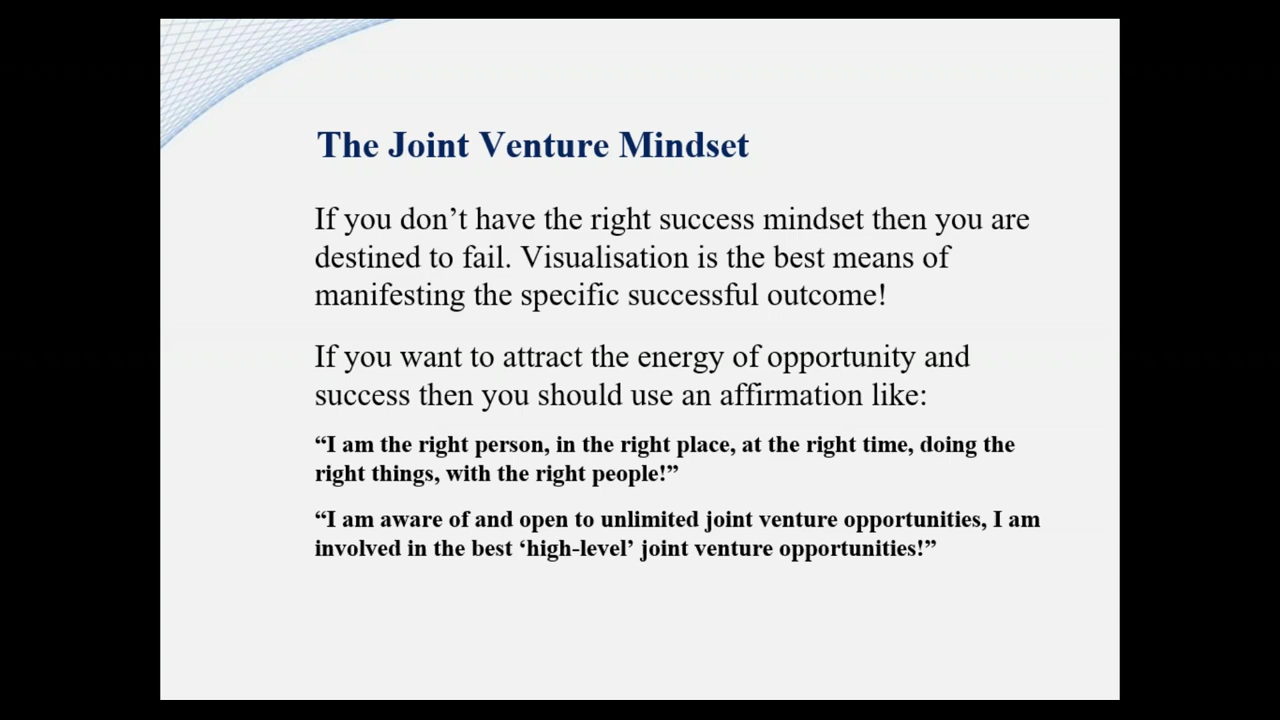 The Joint Venture Mindset
If you don’t have the right success mindset then you are
destined to fail. Visualisation is the best means of
manifesting the specific successful outcome!
If you want to attract the energy of opportunity and
success then you should use an affirmation like:
“I am the right person, in the right place, at the right time, doing the
right things, with the right people!”
“I am aware of and open to unlimited joint venture opportunities, I am
involved in the best ‘high-level’ joint venture opportunities!”